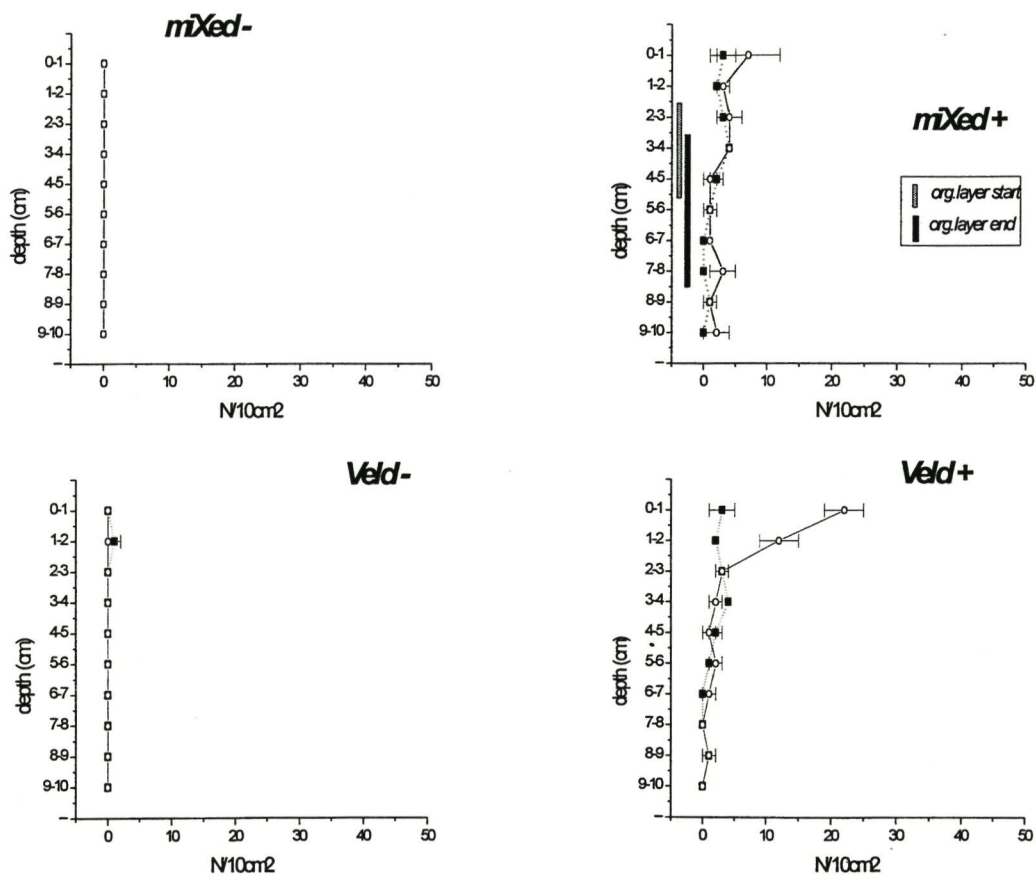 miXed -
0-1
1-2
2-3
3-4
4-5
5-6
6-7
7-8
8-9
9-10
--
depth (cm)
0 10 20 30 40 50
N/10cm2
miXed +
0-1
1-2
2-3
3-4
4-5
5-6
6-7
7-8
8-9
9-10
--
depth (cm)
org.layer start
org.layer end
0 10 20 30 40 50
N/10cm2
Veld -
0-1
1-2
2-3
3-4
4-5
5-6
6-7
7-8
8-9
9-10
--
depth (cm)
0 10 20 30 40 50
N/10cm2
Veld +
0-1
1-2
2-3
3-4
4-5
5-6
6-7
7-8
8-9
9-10
--
depth (cm)
0 10 20 30 40 50
N/10cm2